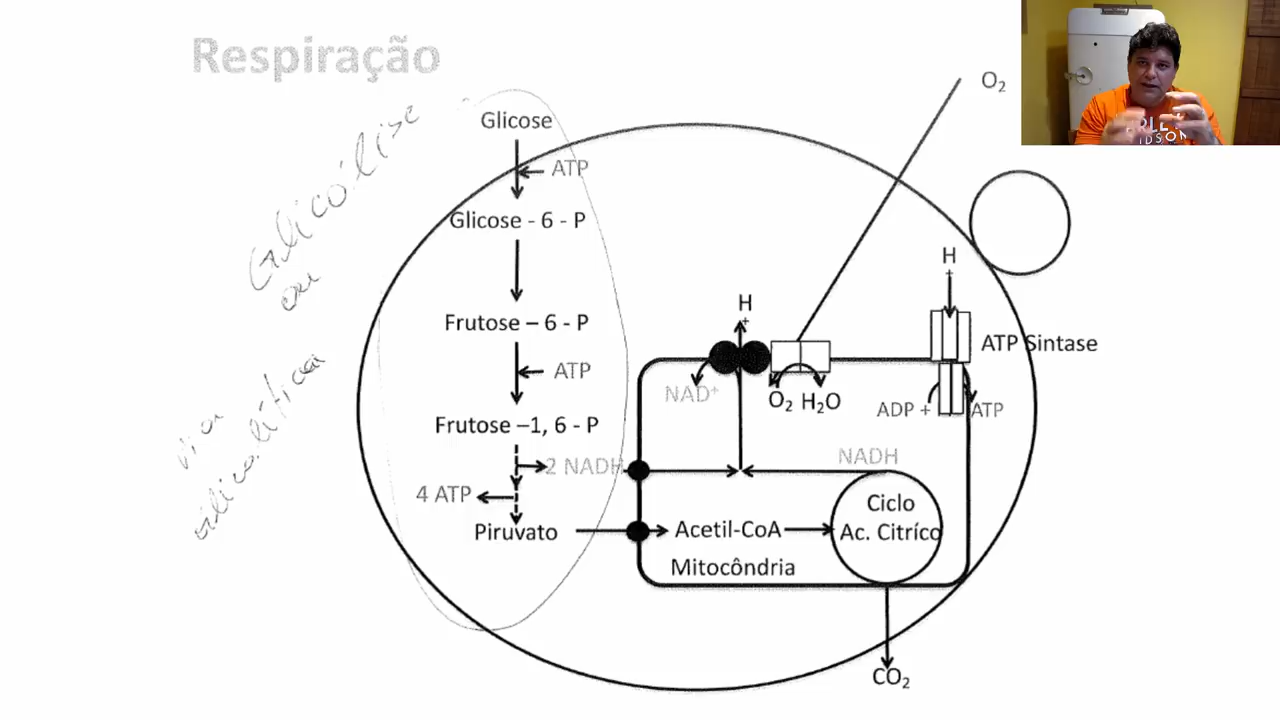 Respiração
Glicólise
ou
via
glicolítica
Glicose
ATP
Glicose - 6 - P
Frutose – 6 - P
ATP
Frutose –1, 6 - P
2 NADH
4 ATP
Piruvato
O₂
H
+
NAD⁺
O₂ H₂O
H
+
ATP Sintase
ADP +
ATP
NADH
Acetil-CoA
Ciclo
Ac. Citríco
Mitocôndria
CO₂